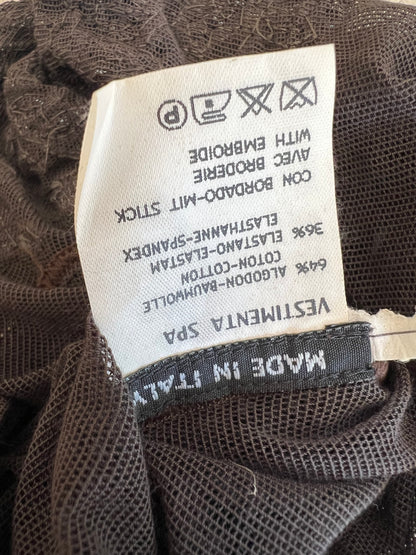 MADE IN ITALY
VESTIMENTA SPA
64% ALGODON-BAUMWOLLE
COTON-COTTON
36% ELASTANO-ELASTAM
ELASTHANNE-SPANDEX
CON BORDADO-MIT STICK
AVEC BRODERIE
WITH EMBROIDE
P